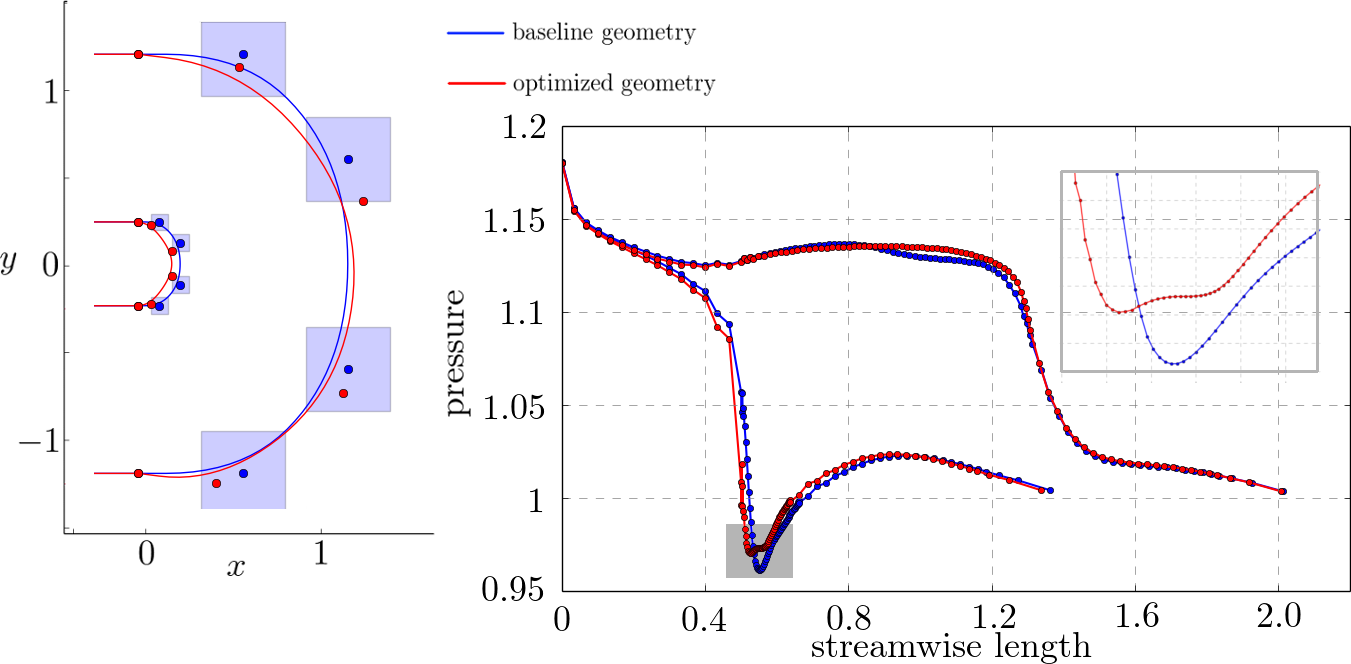 baseline geometry
optimized geometry
1
0
−1
y
0
1
x
1.2
1.15
1.1
1.05
1
0.95
pressure
0
0.4
0.8
1.2
1.6
2.0
streamwise length